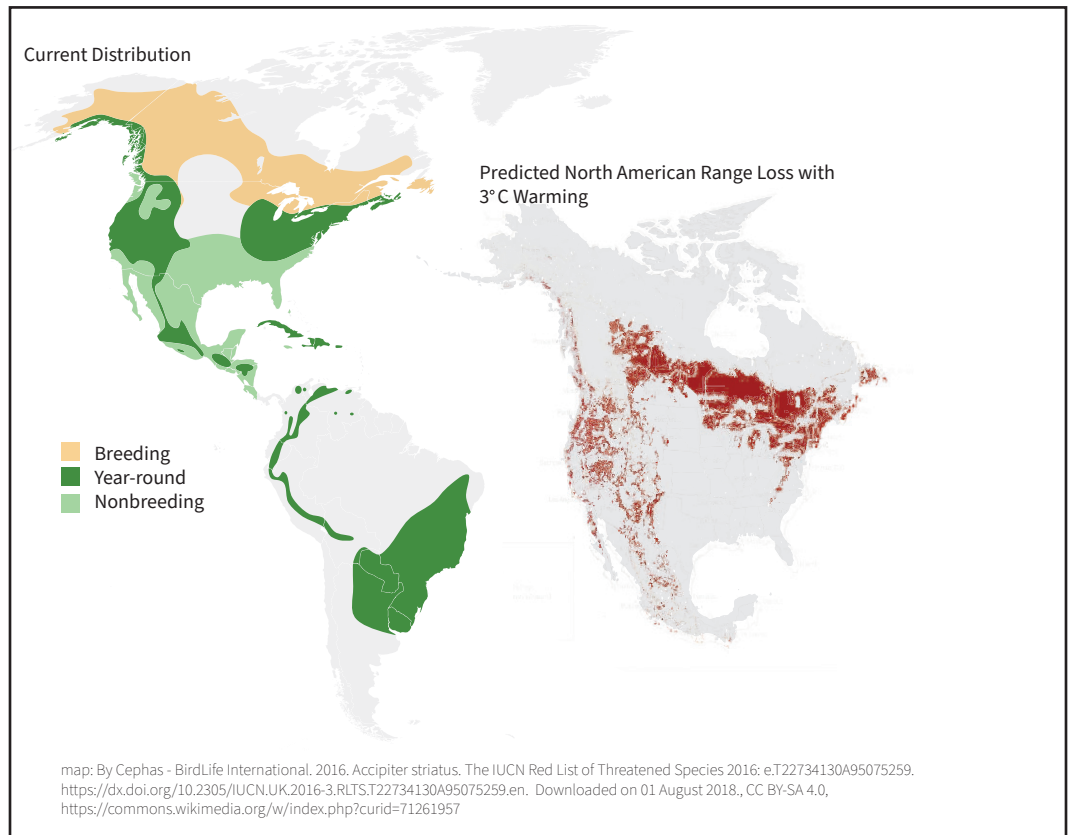 Current Distribution
Predicted North American Range Loss with
3°C Warming
Breeding
Year-round
Nonbreeding
map: By Cephas - BirdLife International. 2016. Accipiter striatus. The IUCN Red List of Threatened Species 2016: e.T22734130A95075259.
https://dx.doi.org/10.2305/IUCN.UK.2016-3.RLTS.T22734130A95075259.en. Downloaded on 01 August 2018., CC BY-SA 4.0,
https://commons.wikimedia.org/w/index.php?curid=71261957